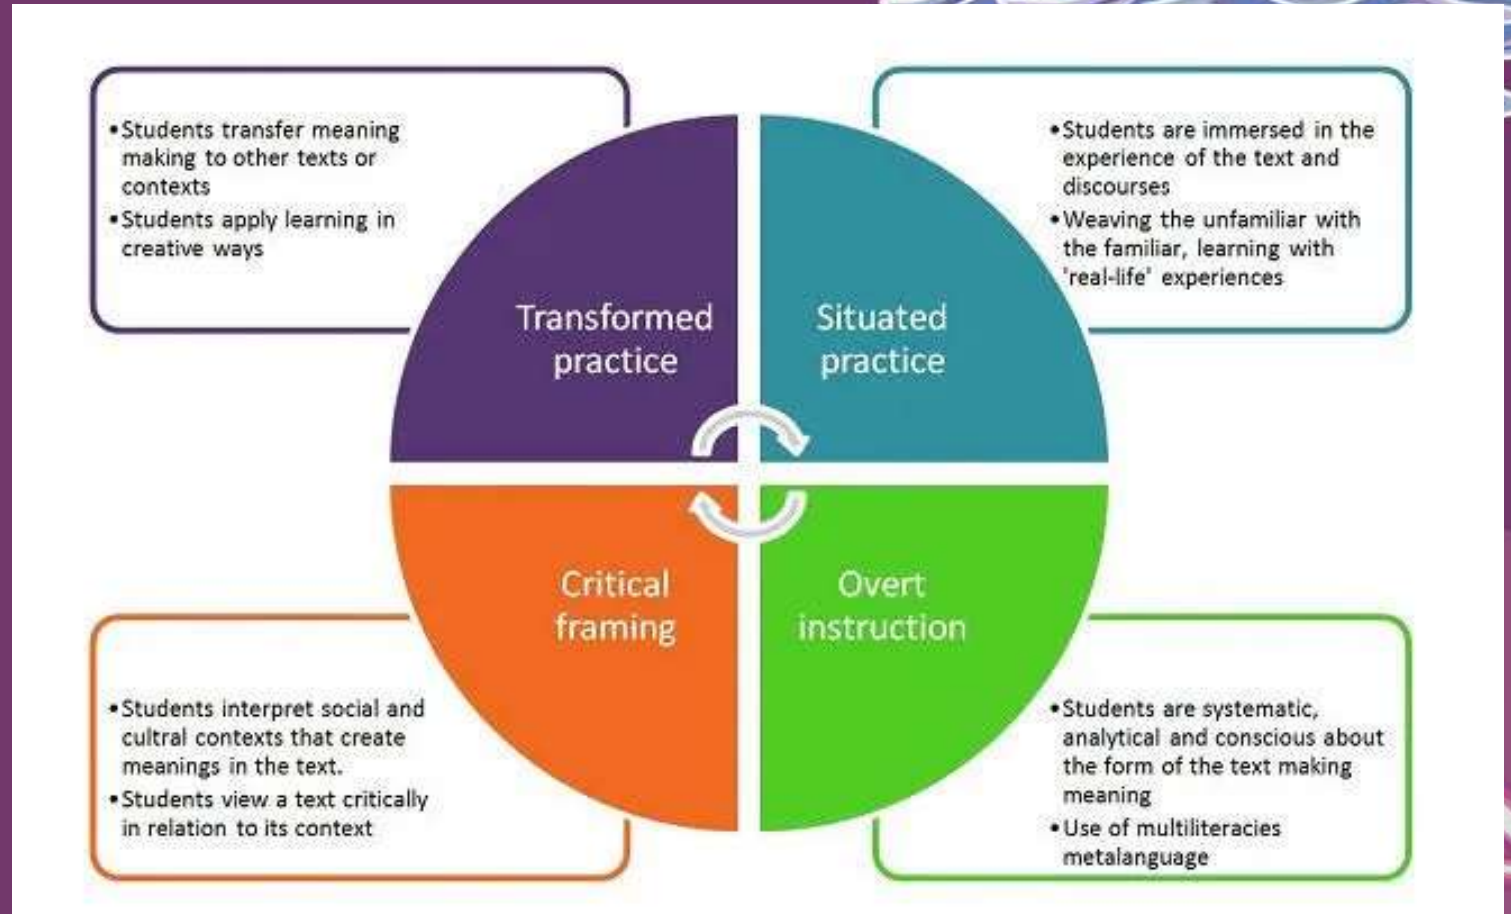 •Students transfer meaning
making to other texts or
contexts
•Students apply learning in
creative ways
•Students are immersed in the
experience of the text and
discourses
•Weaving the unfamiliar with
the familiar, learning with
'real-life' experiences
Transformed
practice
Situated
practice
Critical
framing
Overt
instruction
•Students interpret social and
cultral contexts that create
meanings in the text.
•Students view a text critically
in relation to its context
•Students are systematic,
analytical and conscious about
the form of the text making
meaning
•Use of multiliteracies
metalanguage